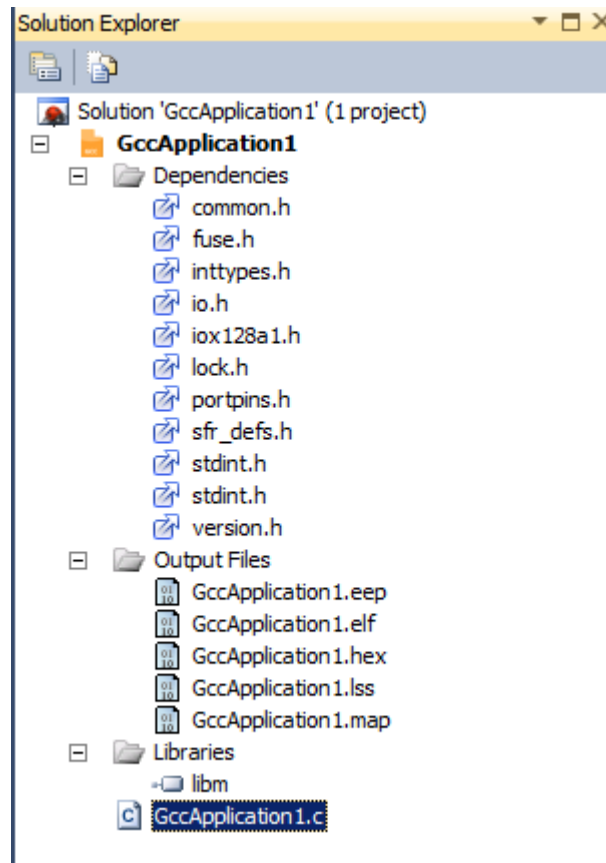 Solution Explorer
Solution 'GccApplication1' (1 project)
GccApplication1
Dependencies
common.h
fuse.h
inttypes.h
io.h
iox128a1.h
lock.h
portpins.h
sfr_defs.h
stdint.h
stdint.h
version.h
Output Files
GccApplication1.eep
GccApplication1.elf
GccApplication1.hex
GccApplication1.lss
GccApplication1.map
Libraries
libm
GccApplication1.c